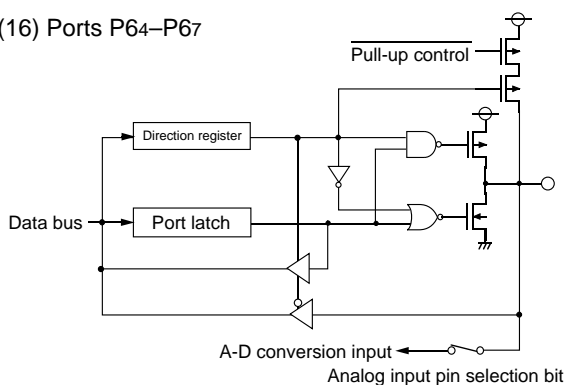 (16) Ports P64–P67
Pull-up control
Direction register
Data bus
Port latch
A-D conversion input
Analog input pin selection bit